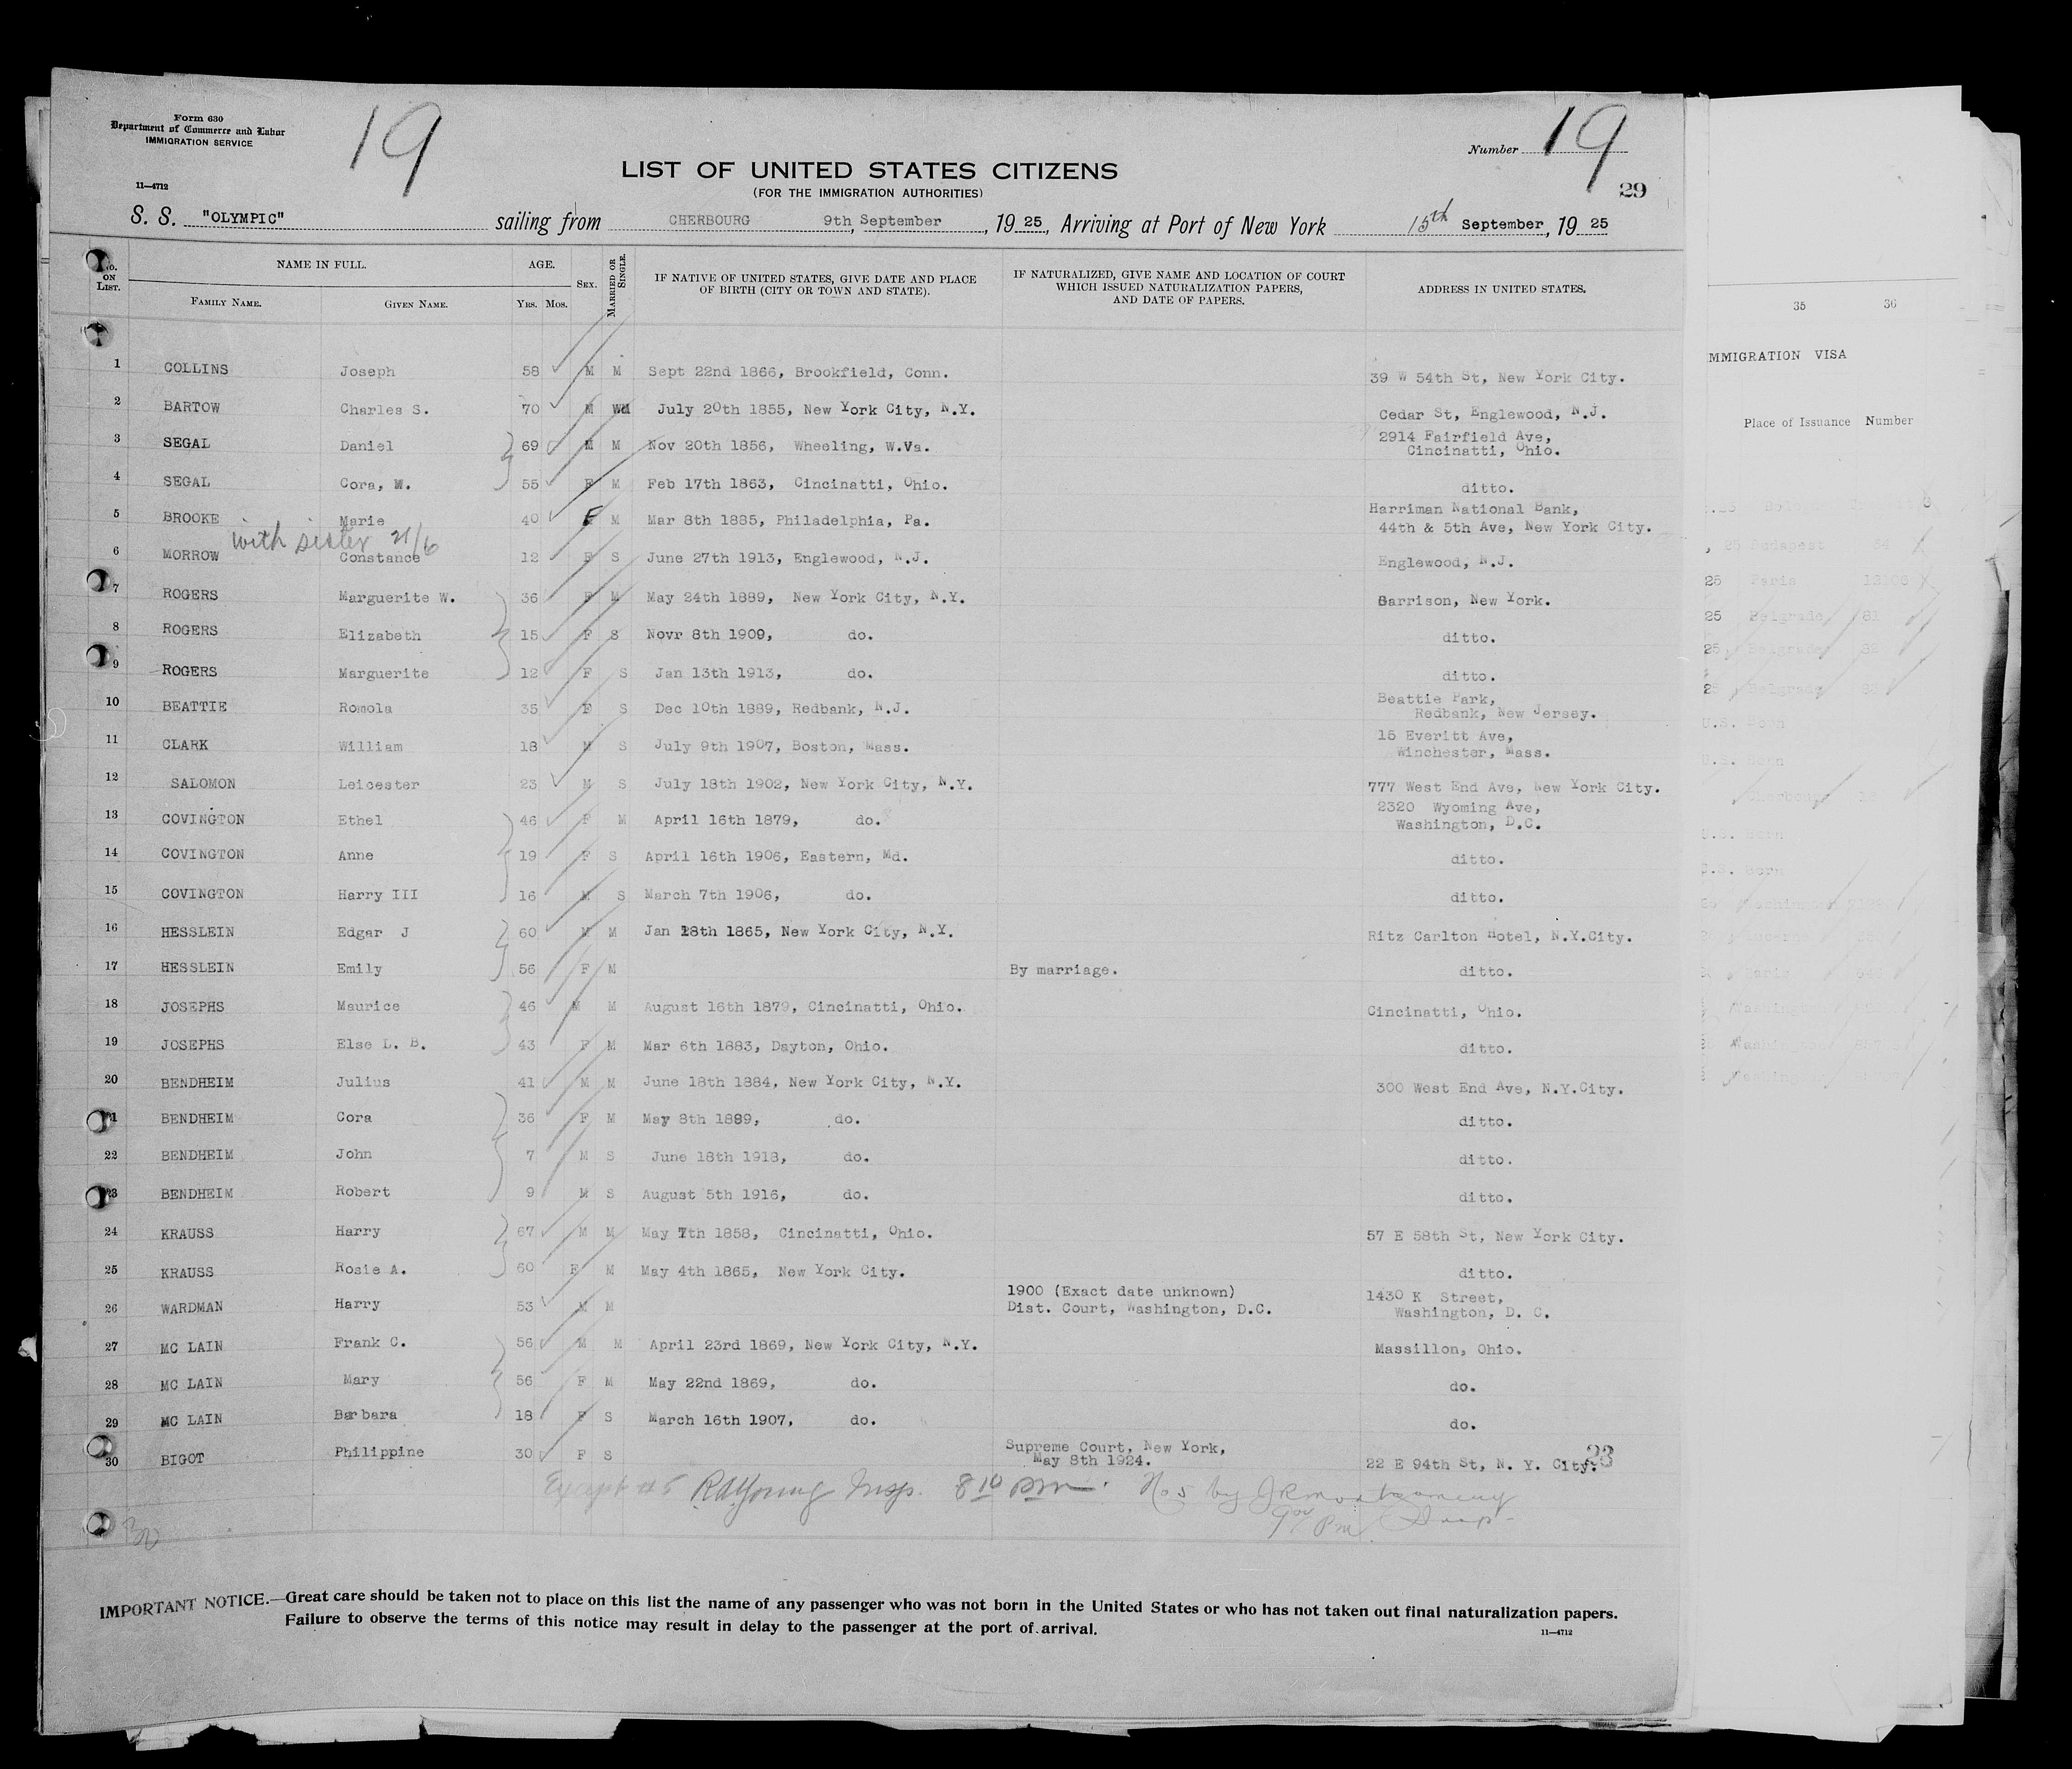 Form 630
Department of Commerce and Labor
IMMIGRATION SERVICE
19
Number 19
LIST OF UNITED STATES CITIZENS
(FOR THE IMMIGRATION AUTHORITIES)
11—4712
29
S. S. "OLYMPIC" sailing from CHERBOURG 9th September, 19 25, Arriving at Port of New York 15th September, 19 25
No. ON LIST. NAME IN FULL. AGE. SEX. MARRIED OR SINGLE. IF NATIVE OF UNITED STATES, GIVE DATE AND PLACE OF BIRTH (CITY OR TOWN AND STATE). IF NATURALIZED, GIVE NAME AND LOCATION OF COURT WHICH ISSUED NATURALIZATION PAPERS, AND DATE OF PAPERS. ADDRESS IN UNITED STATES.
FAMILY NAME. GIVEN NAME. YRS. MOS.
1 COLLINS Joseph 58 M M Sept 22nd 1866, Brookfield, Conn. 39 W 54th St, New York City.
2 BARTOW Charles S. 70 M July 20th 1855, New York City, N.Y. Cedar St, Englewood, N.J.
3 SEGAL Daniel 69 M M Nov 20th 1856, Wheeling, W.Va. 2914 Fairfield Ave,
Cincinatti, Ohio.
4 SEGAL Cora, M. 55 F M Feb 17th 1863, Cincinatti, Ohio. ditto.
5 BROOKE Marie 40 F M Mar 8th 1885, Philadelphia, Pa. Harriman National Bank,
44th & 5th Ave, New York City.
with sister 21/6
6 MORROW Constance 12 F S June 27th 1913, Englewood, N.J. Englewood, N.J.
7 ROGERS Marguerite W. 36 F M May 24th 1889, New York City, N.Y. Garrison, New York.
8 ROGERS Elizabeth 15 F S Novr 8th 1909, do. ditto.
9 ROGERS Marguerite 12 F S Jan 13th 1913, do. ditto.
10 BEATTIE Romola 35 F S Dec 10th 1889, Redbank, N.J. Beattie Park,
Redbank, New Jersey.
11 CLARK William 18 M S July 9th 1907, Boston, Mass. 15 Everitt Ave,
Winchester, Mass.
12 SALOMON Leicester 23 M S July 18th 1902, New York City, N.Y. 777 West End Ave, New York City.
13 COVINGTON Ethel 46 F M April 16th 1879, do. 2320 Wyoming Ave,
Washington, D.C.
14 COVINGTON Anne 19 F S April 16th 1906, Eastern, Md. ditto.
15 COVINGTON Harry III 16 M S March 7th 1906, do. ditto.
16 HESSLEIN Edgar J 60 M M Jan 18th 1865, New York City, N.Y. Ritz Carlton Hotel, N.Y.City.
17 HESSLEIN Emily 56 F M By marriage. ditto.
18 JOSEPHS Maurice 46 M M August 16th 1879, Cincinatti, Ohio. Cincinatti, Ohio.
19 JOSEPHS Else L. B. 43 F M Mar 6th 1883, Dayton, Ohio. ditto.
20 BENDHEIM Julius 41 M M June 18th 1884, New York City, N.Y. 300 West End Ave, N.Y.City.
21 BENDHEIM Cora 36 F M May 8th 1889, do. ditto.
22 BENDHEIM John 7 M S June 18th 1918, do. ditto.
23 BENDHEIM Robert 9 M S August 5th 1916, do. ditto.
24 KRAUSS Harry 67 M M May 7th 1858, Cincinatti, Ohio. 57 E 58th St, New York City.
25 KRAUSS Rosie A. 60 F M May 4th 1865, New York City. ditto.
26 WARDMAN Harry 53 M M 1900 (Exact date unknown)
Dist. Court, Washington, D.C. 1430 K Street,
Washington, D. C.
27 MC LAIN Frank C. 56 M M April 23rd 1869, New York City, N.Y. Massillon, Ohio.
28 MC LAIN Mary 56 F M May 22nd 1869, do. do.
29 MC LAIN Barbara 18 F S March 16th 1907, do. do.
30 BIGOT Philippine 30 F S Supreme Court, New York,
May 8th 1924. 22 E 94th St, N. Y. City.
23
Except #5 RAYoung Insp. 8 10 pm. No 5 by JRMontgomery
9 00 Pm Insp-
IMPORTANT NOTICE.—Great care should be taken not to place on this list the name of any passenger who was not born in the United States or who has not taken out final naturalization papers.
Failure to observe the terms of this notice may result in delay to the passenger at the port of arrival.
11—4712
35 36
MMIGRATION VISA
Place of Issuance Number
25 Budapest 34
25 Paris
25 Belgrade 81
25, Belgrade 82
25 Belgrade
U.S. Born
U.S. Born
Cherbourg
U.S. Born
U.S. Born
Washington
Washington
Washington